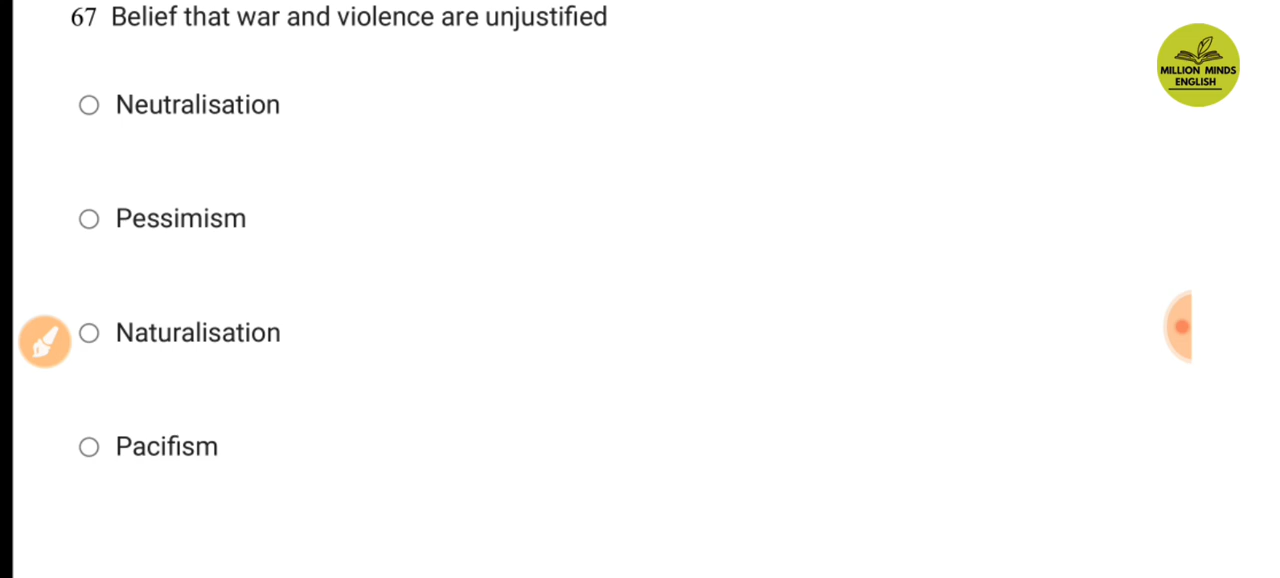 67 Belief that war and violence are unjustified
MILLION MINDS
ENGLISH
Neutralisation
Pessimism
Naturalisation
Pacifism